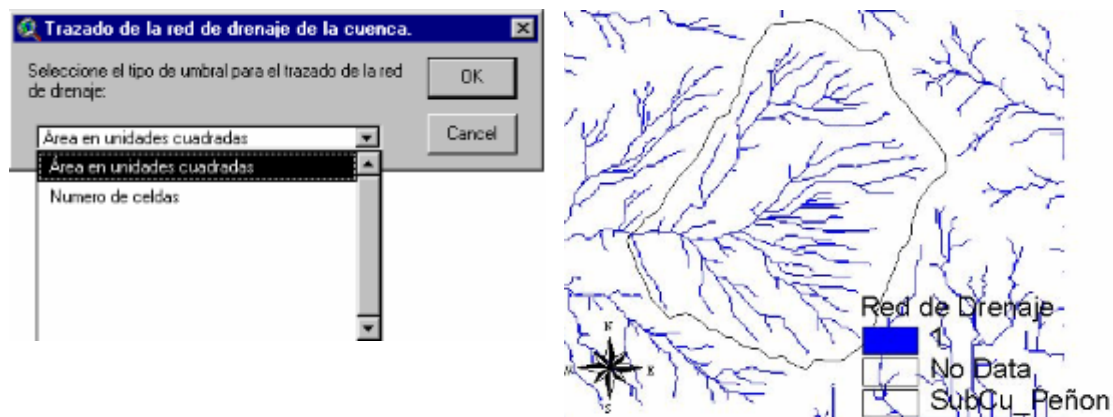 Trazado de la red de drenaje de la cuenca.
Seleccione el tipo de umbral para el trazado de la red
de drenaje:
OK
Cancel
Área en unidades cuadradas
Área en unidades cuadradas
Numero de celdas
Red de Drenaje
1
No Data
SubCu_Peñon
N
E
S